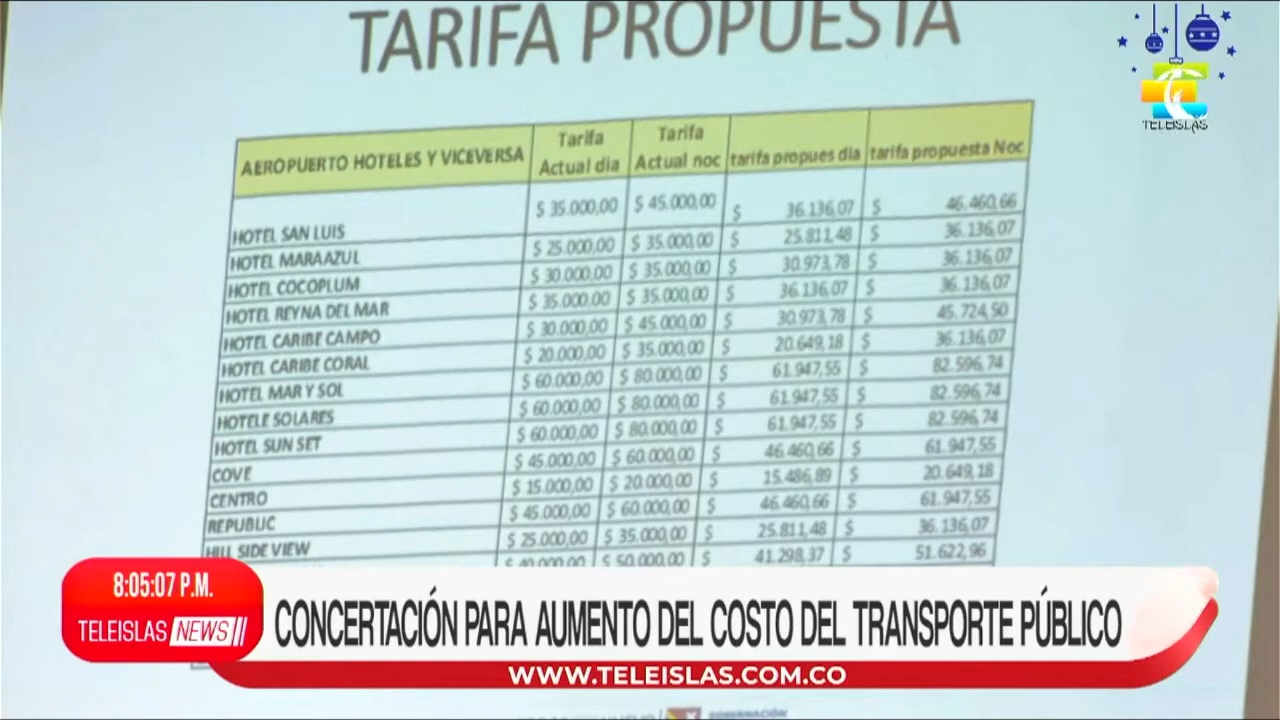 TARIFA PROPUESTA
TELEISLAS
AEROPUERTO HOTELES Y VICEVERSA Tarifa Actual dia Tarifa Actual noc tarifa propues dia tarifa propuesta Noc
HOTEL SAN LUIS $ 35.000,00 $ 45.000,00 $ 36.136,07 $ 46.460,66
HOTEL MARAAZUL $ 25.000,00 $ 35.000,00 $ 25.811,48 $ 36.136,07
HOTEL COCOPLUM $ 30.000,00 $ 35.000,00 $ 30.973,78 $ 36.136,07
HOTEL REYNA DEL MAR $ 35.000,00 $ 35.000,00 $ 36.136,07 $ 36.136,07
HOTEL CARIBE CAMPO $ 30.000,00 $ 45.000,00 $ 30.973,78 $ 45.724,50
HOTEL CARIBE CORAL $ 20.000,00 $ 35.000,00 $ 20.649,18 $ 36.136,07
HOTEL MAR Y SOL $ 60.000,00 $ 80.000,00 $ 61.947,55 $ 82.596,74
HOTELE SOLARES $ 60.000,00 $ 80.000,00 $ 61.947,55 $ 82.596,74
HOTEL SUN SET $ 60.000,00 $ 80.000,00 $ 61.947,55 $ 82.596,74
COVE $ 45.000,00 $ 60.000,00 $ 46.460,66 $ 61.947,55
CENTRO $ 15.000,00 $ 20.000,00 $ 15.486,89 $ 20.649,18
REPUBLIC $ 45.000,00 $ 60.000,00 $ 46.460,66 $ 61.947,55
HILL SIDE VIEW $ 25.000,00 $ 35.000,00 $ 25.811,48 $ 36.136,07
$ 40.000,00 $ 50.000,00 $ 41.298,37 $ 51.622,96
8:05:07 P.M.
TELEISLAS NEWS
CONCERTACIÓN PARA AUMENTO DEL COSTO DEL TRANSPORTE PÚBLICO
WWW.TELEISLAS.COM.CO
GOBERNACIÓN